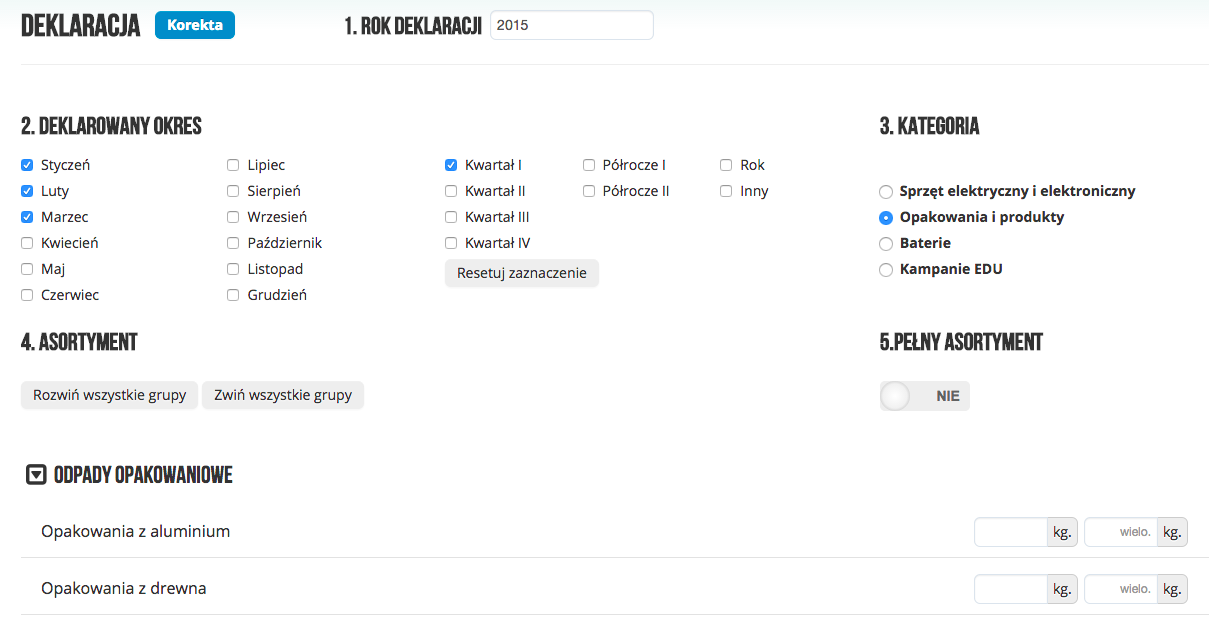 DEKLARACJA Korekta 1. ROK DEKLARACJI 2015
2. DEKLAROWANY OKRES
Styczeń
Luty
Marzec
Kwiecień
Maj
Czerwiec
Lipiec
Sierpień
Wrzesień
Październik
Listopad
Grudzień
Kwartał I
Kwartał II
Kwartał III
Kwartał IV
Resetuj zaznaczenie
Półrocze I
Półrocze II
Rok
Inny
3. KATEGORIA
Sprzęt elektryczny i elektroniczny
Opakowania i produkty
Baterie
Kampanie EDU
4. ASORTYMENT
Rozwiń wszystkie grupy Zwiń wszystkie grupy
5.PEŁNY ASORTYMENT
NIE
ODPADY OPAKOWANIOWE
Opakowania z aluminium kg. wielo. kg.
Opakowania z drewna kg. wielo. kg.